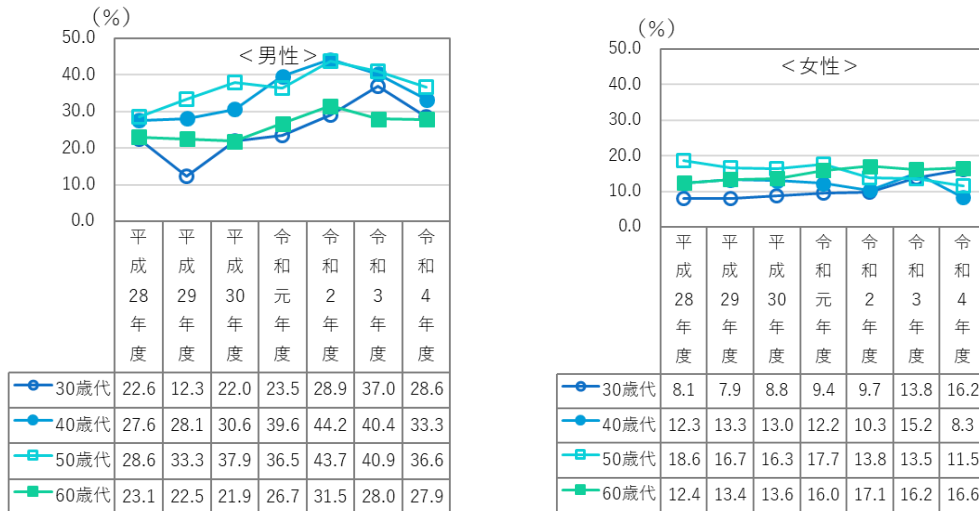 (%)
<男性>
50.0
40.0
30.0
20.0
10.0
0.0
平成28年度 平成29年度 平成30年度 令和元年度 令和2年度 令和3年度 令和4年度
30歳代 22.6 12.3 22.0 23.5 28.9 37.0 28.6
40歳代 27.6 28.1 30.6 39.6 44.2 40.4 33.3
50歳代 28.6 33.3 37.9 36.5 43.7 40.9 36.6
60歳代 23.1 22.5 21.9 26.7 31.5 28.0 27.9
(%)
<女性>
50.0
40.0
30.0
20.0
10.0
0.0
平成28年度 平成29年度 平成30年度 令和元年度 令和2年度 令和3年度 令和4年度
30歳代 8.1 7.9 8.8 9.4 9.7 13.8 16.2
40歳代 12.3 13.3 13.0 12.2 10.3 15.2 8.3
50歳代 18.6 16.7 16.3 17.7 13.8 13.5 11.5
60歳代 12.4 13.4 13.6 16.0 17.1 16.2 16.6